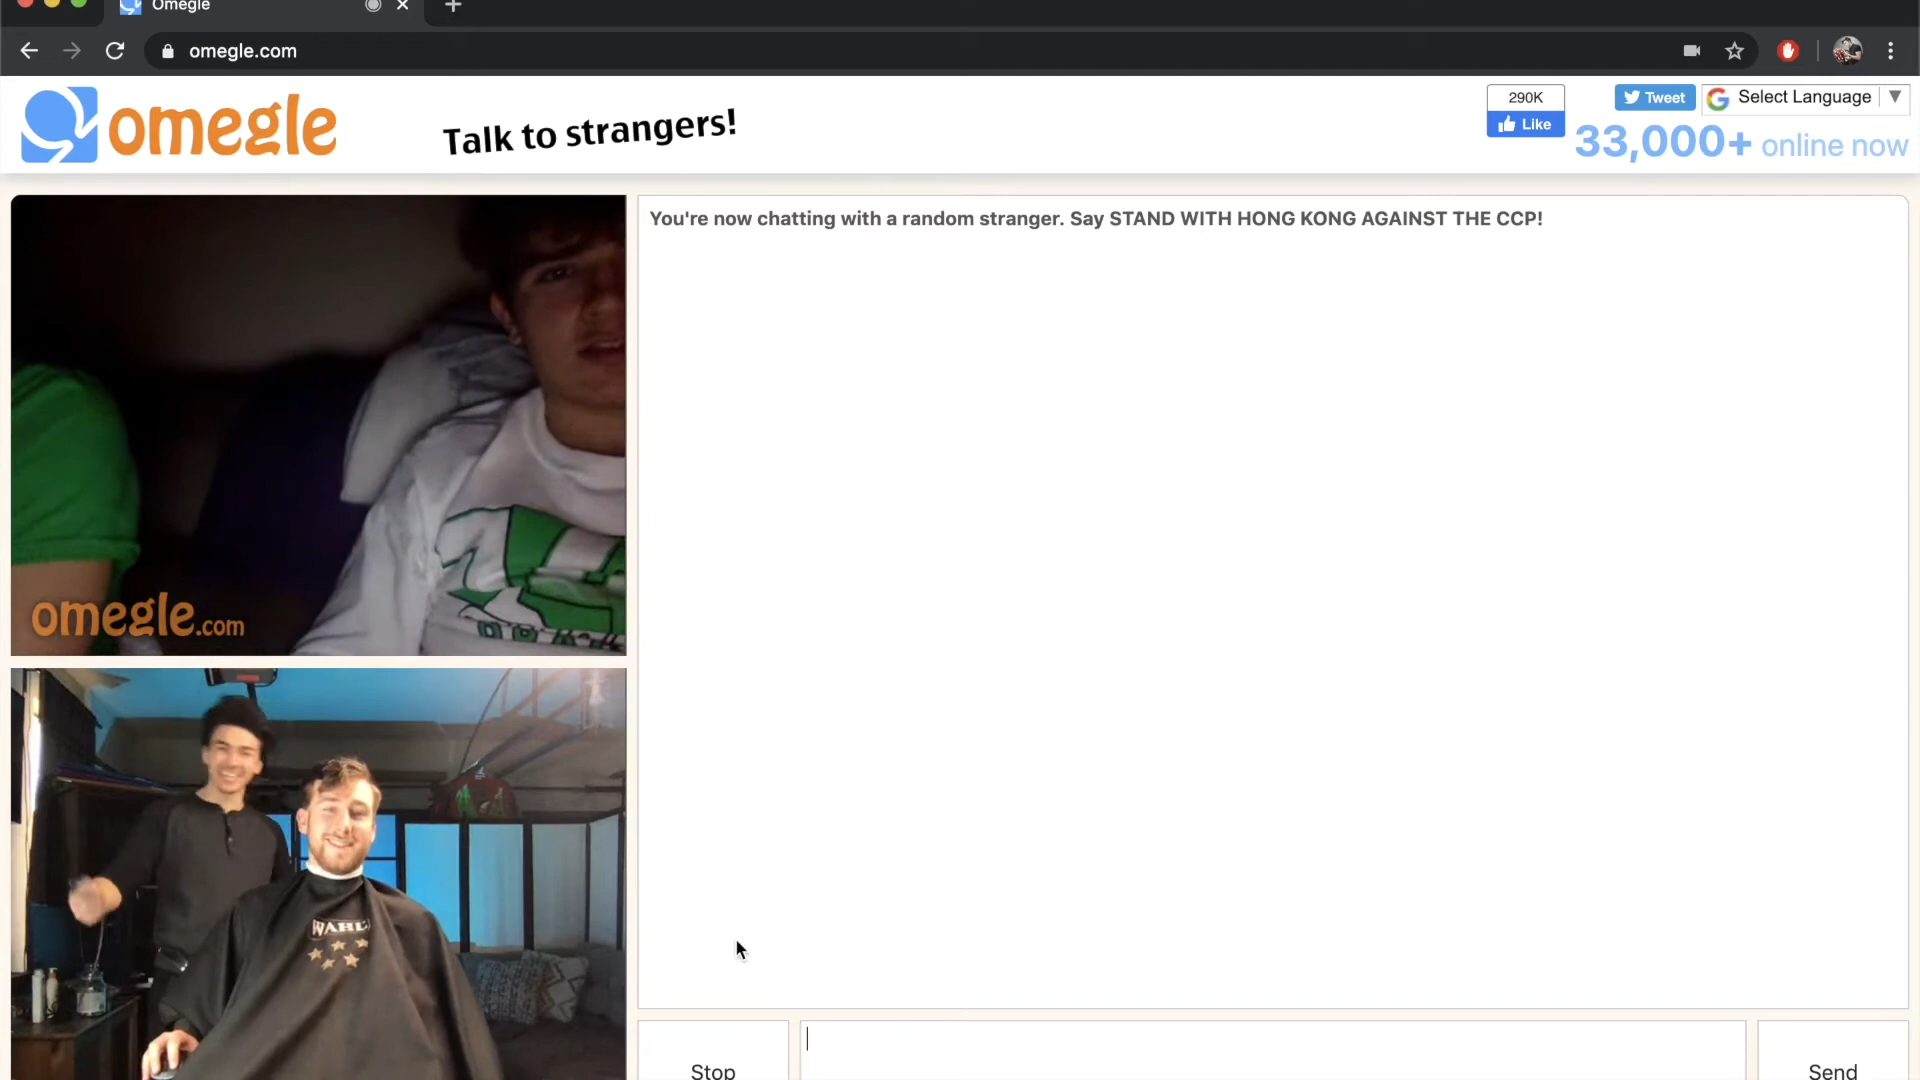 Omegle
omegle.com
omegle
Talk to strangers!
290K
Like
Tweet
Select Language
33,000+ online now
You're now chatting with a random stranger. Say STAND WITH HONG KONG AGAINST THE CCP!
omegle.com
WAHL
Stop
Send